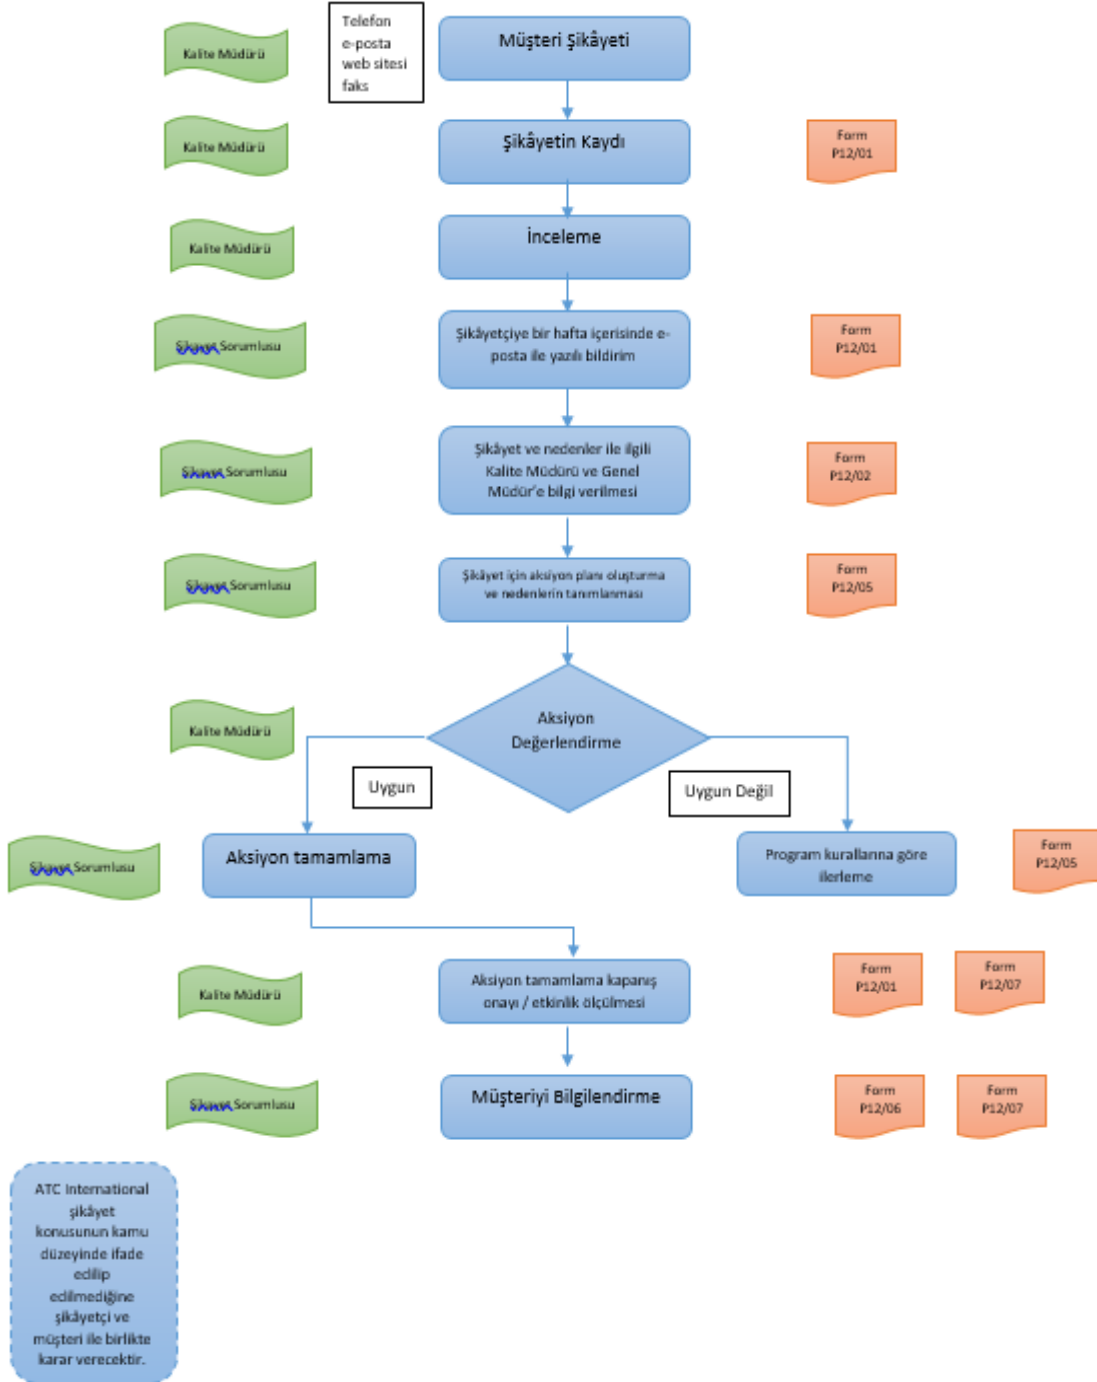 Kalite Müdürü
Telefon
e-posta
web sitesi
faks
Müşteri Şikâyeti
Kalite Müdürü
Şikâyetin Kaydı
Form
P12/01
Kalite Müdürü
İnceleme
Şikayet Sorumlusu
Şikâyetçiye bir hafta içerisinde e-
posta ile yazılı bildirim
Form
P12/01
Şikayet Sorumlusu
Şikâyet ve nedenler ile ilgili
Kalite Müdürü ve Genel
Müdür'e bilgi verilmesi
Form
P12/02
Şikayet Sorumlusu
Şikâyet için aksiyon planı oluşturma
ve nedenlerin tanımlanması
Form
P12/05
Kalite Müdürü
Aksiyon
Değerlendirme
Uygun
Uygun Değil
Şikayet Sorumlusu
Aksiyon tamamlama
Program kurallarına göre
ilerleme
Form
P12/05
Kalite Müdürü
Aksiyon tamamlama kapanış
onayı / etkinlik ölçülmesi
Form
P12/01
Form
P12/07
Şikayet Sorumlusu
Müşteriyi Bilgilendirme
Form
P12/06
Form
P12/07
ATC International
şikâyet
konusunun kamu
düzeyinde ifade
edilip
edilmediğine
şikâyetçi ve
müşteri ile birlikte
karar verecektir.